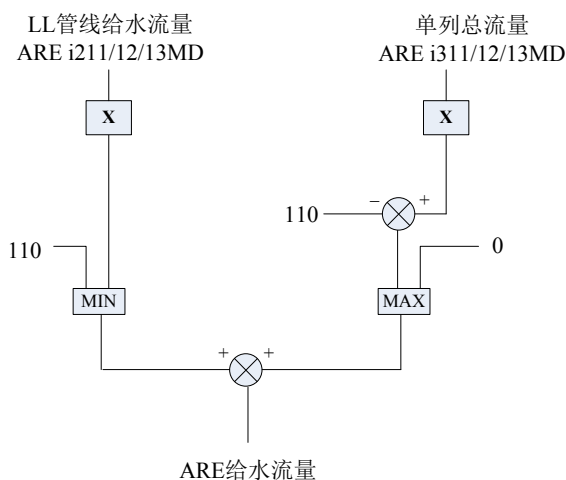 LL管线给水流量
ARE i211/12/13MD
单列总流量
ARE i311/12/13MD
X
X
− +
110
110
0
MIN
MAX
+ +
ARE给水流量